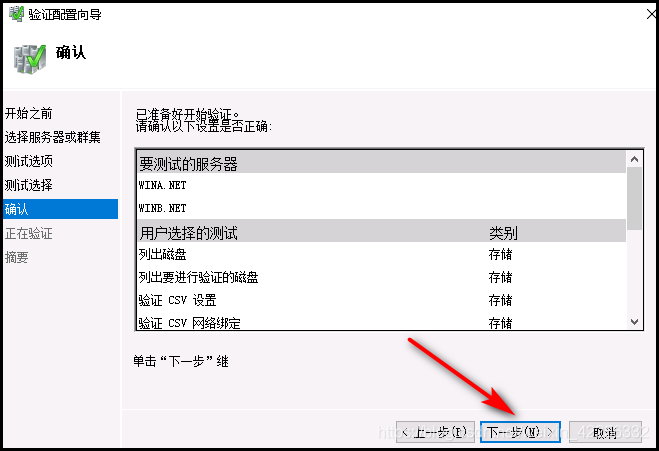 验证配置向导
确认
开始之前
选择服务器或群集
测试选项
测试选择
确认
正在验证
摘要
已准备好开始验证。
请确认以下设置是否正确:
要测试的服务器
WINA.NET
WINB.NET
用户选择的测试 类别
列出磁盘 存储
列出要进行验证的磁盘 存储
验证 CSV 设置 存储
验证 CSV 网络绑定 存储
单击“下一步”继
< 上一步(P) 下一步(N) > 取消